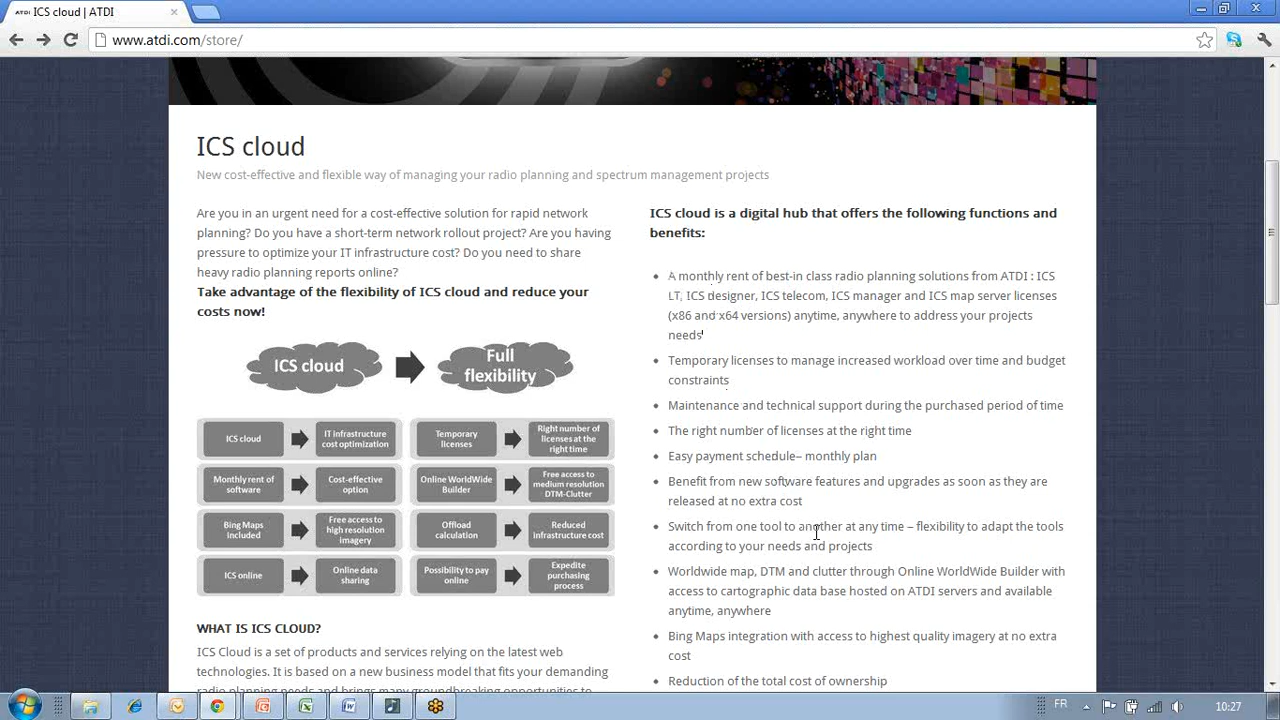 ATDI ICS cloud | ATDI
www.atdi.com/store/
ICS cloud
New cost-effective and flexible way of managing your radio planning and spectrum management projects
Are you in an urgent need for a cost-effective solution for rapid network
planning? Do you have a short-term network rollout project? Are you having
pressure to optimize your IT infrastructure cost? Do you need to share
heavy radio planning reports online?
Take advantage of the flexibility of ICS cloud and reduce your
costs now!
ICS cloud
Full
flexibility
ICS cloud
IT infrastructure
cost optimization
Temporary
licenses
Right number of
licenses at the
right time
Monthly rent of
software
Cost-effective
option
Online WorldWide
Builder
Free access to
medium resolution
DTM-Clutter
Bing Maps
included
Free access to
high resolution
imagery
Offload
calculation
Reduced
infrastructure cost
ICS online
Online data
sharing
Possibility to pay
online
Expedite
purchasing
process
WHAT IS ICS CLOUD?
ICS Cloud is a set of products and services relying on the latest web
technologies. It is based on a new business model that fits your demanding
radio planning needs and brings many groundbreaking opportunities to
ICS cloud is a digital hub that offers the following functions and
benefits:
A monthly rent of best-in class radio planning solutions from ATDI : ICS
LT, ICS designer, ICS telecom, ICS manager and ICS map server licenses
(x86 and x64 versions) anytime, anywhere to address your projects
needs
Temporary licenses to manage increased workload over time and budget
constraints
Maintenance and technical support during the purchased period of time
The right number of licenses at the right time
Easy payment schedule– monthly plan
Benefit from new software features and upgrades as soon as they are
released at no extra cost
Switch from one tool to another at any time – flexibility to adapt the tools
according to your needs and projects
Worldwide map, DTM and clutter through Online WorldWide Builder with
access to cartographic data base hosted on ATDI servers and available
anytime, anywhere
Bing Maps integration with access to highest quality imagery at no extra
cost
Reduction of the total cost of ownership
FR
10:27